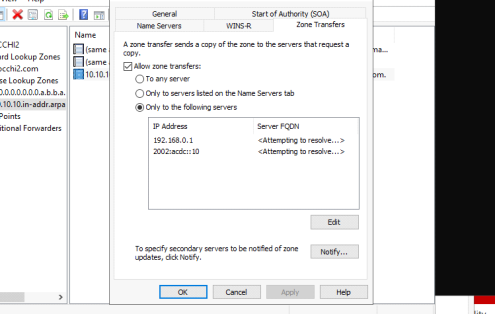 Help
General
Start of Authority (SOA)
Name Servers
WINS-R
Zone Transfers
Name
A zone transfer sends a copy of the zone to the servers that request a
copy.
CCHI2
(same
ma...
rd Lookup Zones
Allow zone transfers:
occhi2.com
(same
To any server
se Lookup Zones
10.10.1
om.
0.0.0.0.0.0.a.b.a.
Only to servers listed on the Name Servers tab
.10.10.in-addr.arpa
Only to the following servers
Points
itional Forwarders
IP Address
Server FQDN
192.168.0.1
<Attempting to resolve...>
2002:acdc::10
<Attempting to resolve...>
Edit
To specify secondary servers to be notified of zone
updates, click Notify.
Notify...
OK
Cancel
Apply
Help